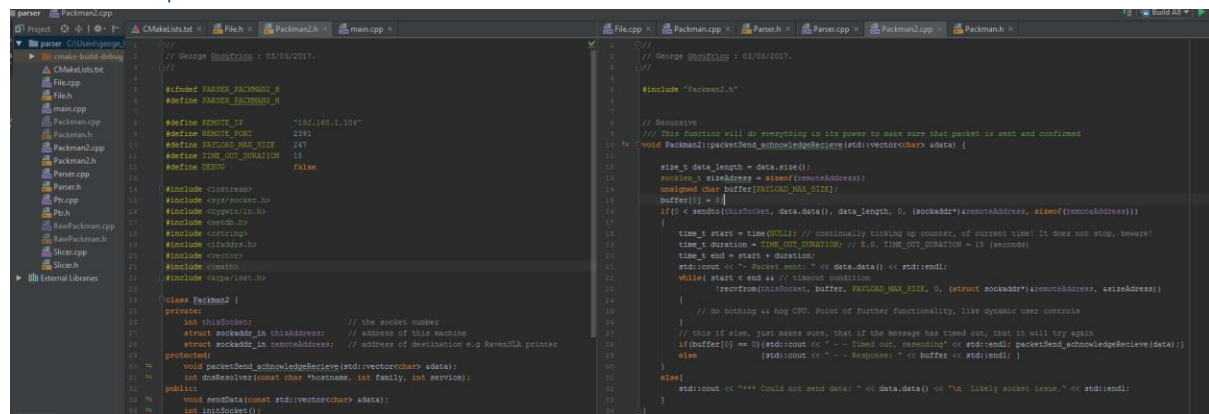 parser Packman2.cpp
Build All
Project
CMakeLists.txt × File.h × Packman2.h × main.cpp ×
File.cpp × Packman.cpp × Parser.h × Parser.cpp × Packman2.cpp × Packman.h ×
parser C:\Users\geoge_
cmake-build-debug
CMakeLists.txt
File.cpp
File.h
main.cpp
Packman.cpp
Packman.h
Packman2.cpp
Packman2.h
Parser.cpp
Parser.h
Ptr.cpp
Ptr.h
RawPackman.cpp
RawPackman.h
Slicer.cpp
Slicer.h
External Libraries
//
// George Onoufriou : 03/03/2017.
//
#ifndef PARSER_PACKMAN2_H
#define PARSER_PACKMAN2_H
#define REMOTE_IP "192.168.1.104"
#define REMOTE_PORT 2391
#define PAYLOAD_MAX_SIZE 247
#define TIME_OUT_DURATION 15
#define DEBUG false
#include <iostream>
#include <sys/socket.h>
#include <cygwin/in.h>
#include <netdb.h>
#include <cstring>
#include <ifaddrs.h>
#include <vector>
#include <cmath>
#include <arpa/inet.h>
class Packman2 {
private:
int thisSocket; // the socket number
struct sockaddr_in thisAddress; // address of this machine
struct sockaddr_in remoteAddress; // address of destination e.g RavenSLA printer
protected:
void packetSend_achnowledgeRecieve(std::vector<char> &data);
int dnsResolver(const char *hostname, int family, int service);
public:
void sendData(const std::vector<char> &data);
int initSocket();
//
// George Onoufriou : 03/03/2017.
//
#include "Packman2.h"
// Recursive
/// This function will do everything in its power to make sure that packet is sent and confirmed
void Packman2::packetSend_achnowledgeRecieve(std::vector<char> &data) {
size_t data_length = data.size();
socklen_t sizeAdress = sizeof(remoteAddress);
unsigned char buffer[PAYLOAD_MAX_SIZE];
buffer[0] = 0;
if(0 < sendto(thisSocket, data.data(), data_length, 0, (sockaddr*)&remoteAddress, sizeof(remoteAddress)))
{
time_t start = time(NULL); // continually ticking up counter, of current time! It does not stop, beware!
time_t duration = TIME_OUT_DURATION; // E.G. TIME_OUT_DURATION = 15 (seconds)
time_t end = start + duration;
std::cout << "- Packet sent: " << data.data() << std::endl;
while( start < end && // timeout condition
!recvfrom(thisSocket, buffer, PAYLOAD_MAX_SIZE, 0, (struct sockaddr*)&remoteAddress, &sizeAdress))
{
// do nothing && hog CPU. Point of further functionality, like dynamic user controls
}
// this if else, just makes sure, that if the message has timed out, that it will try again
if(buffer[0] == 0){std::cout << " - - Timed out, resending" << std::endl; packetSend_achnowledgeRecieve(data);}
else {std::cout << " - - Response: " << buffer << std::endl; }
}
else{
std::cout << "*** Could not send data: " << data.data() << "\n Likely socket issue." << std::endl;
}
}